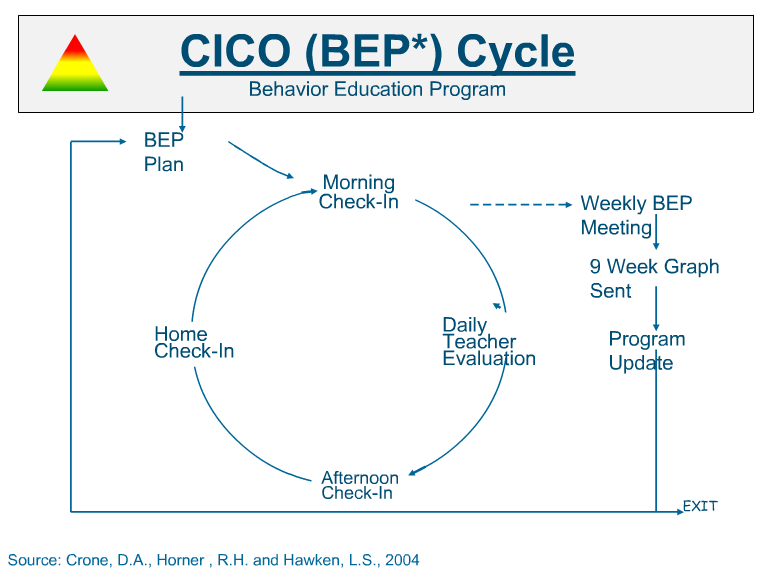 CICO (BEP*) Cycle
Behavior Education Program
BEP
Plan
Morning
Check-In
Weekly BEP
Meeting
9 Week Graph
Sent
Daily
Teacher
Evaluation
Program
Update
Home
Check-In
Afternoon
Check-In
EXIT
Source: Crone, D.A., Horner , R.H. and Hawken, L.S., 2004